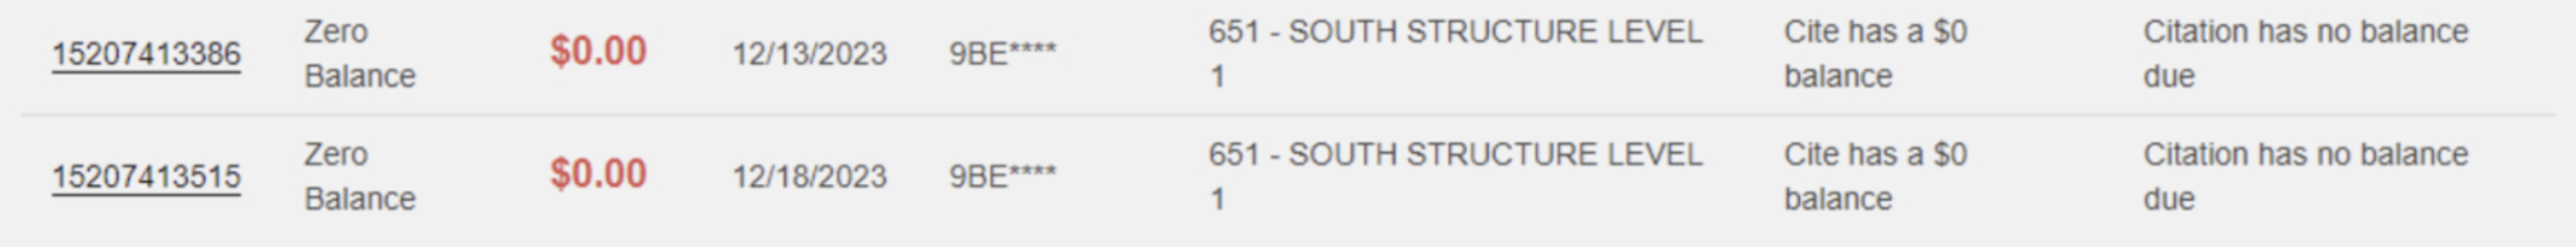 15207413386 Zero Balance $0.00 12/13/2023 9BE**** 651 - SOUTH STRUCTURE LEVEL 1 Cite has a $0 balance Citation has no balance due
15207413515 Zero Balance $0.00 12/18/2023 9BE**** 651 - SOUTH STRUCTURE LEVEL 1 Cite has a $0 balance Citation has no balance due